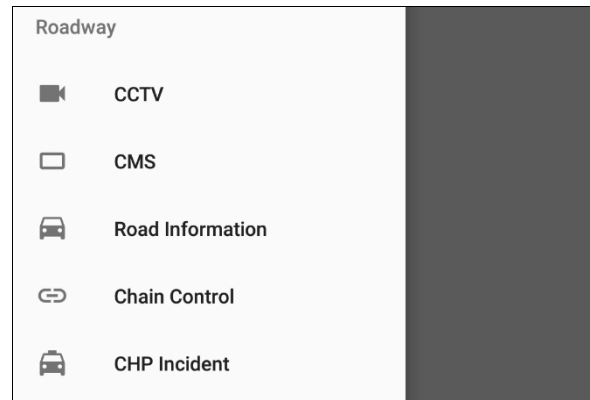 Roadway
CCTV
CMS
Road Information
Chain Control
CHP Incident